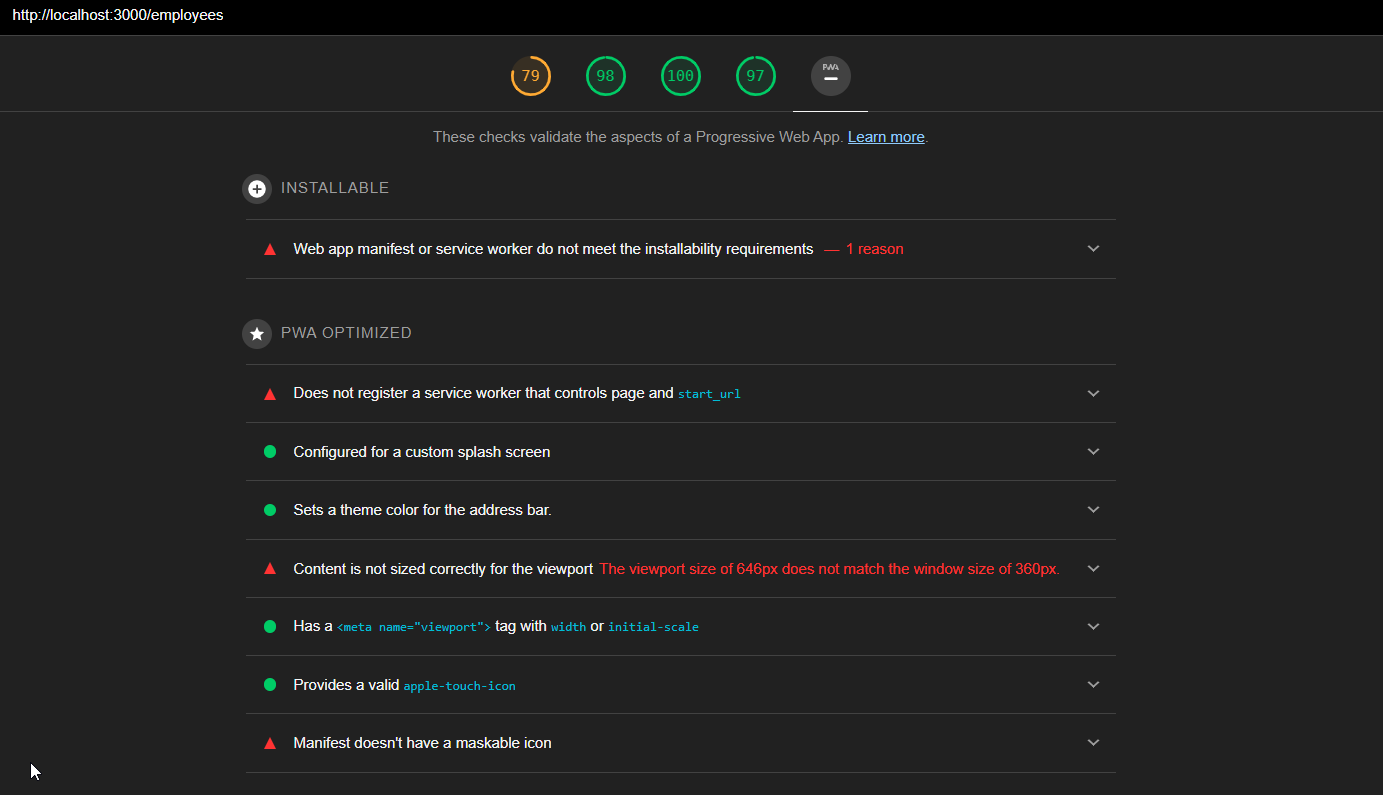 http://localhost:3000/employees
79 98 100 97 PWA
These checks validate the aspects of a Progressive Web App. Learn more.
INSTALLABLE
Web app manifest or service worker do not meet the installability requirements — 1 reason
PWA OPTIMIZED
Does not register a service worker that controls page and start_url
Configured for a custom splash screen
Sets a theme color for the address bar.
Content is not sized correctly for the viewport The viewport size of 646px does not match the window size of 360px.
Has a <meta name="viewport"> tag with width or initial-scale
Provides a valid apple-touch-icon
Manifest doesn't have a maskable icon